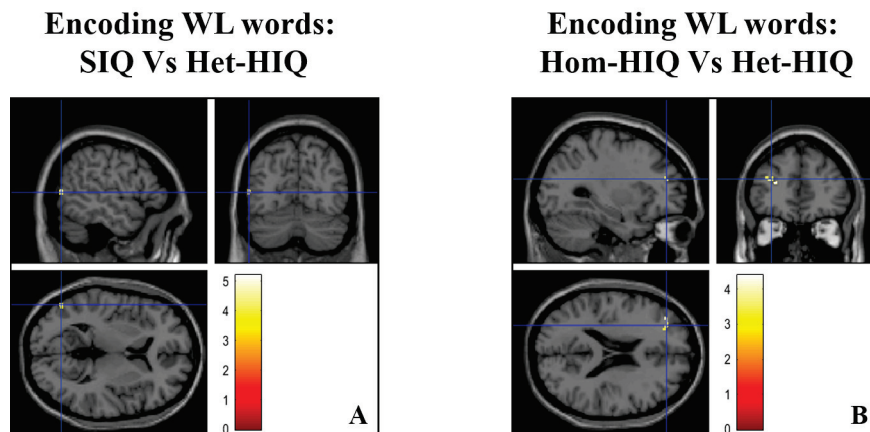 Encoding WL words:
SIQ Vs Het-HIQ
5
4
3
2
1
0
A
Encoding WL words:
Hom-HIQ Vs Het-HIQ
4
3
2
1
0
B